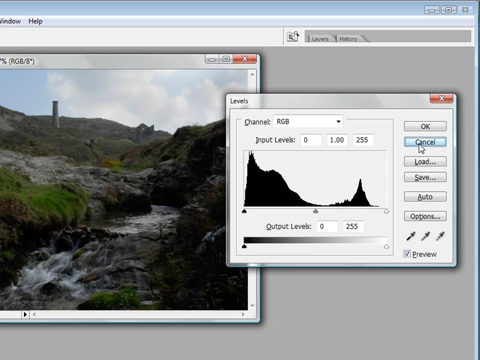 Window Help
Layers History
7% (RGB/8*)
Levels
Channel: RGB
Input Levels: 0 1.00 255
Output Levels: 0 255
OK
Cancel
Load...
Save...
Auto
Options...
Preview